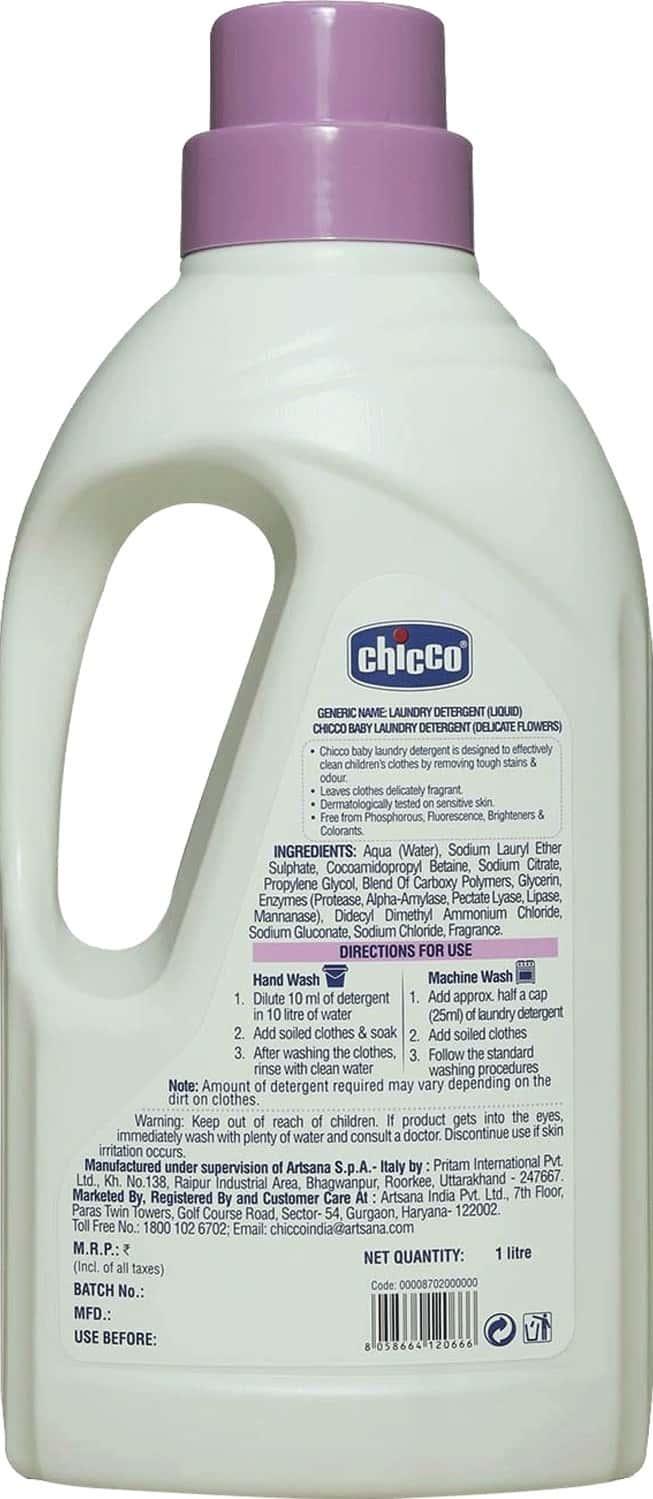 chicco®
GENERIC NAME: LAUNDRY DETERGENT (LIQUID)
CHICCO BABY LAUNDRY DETERGENT (DELICATE FLOWERS)
• Chicco baby laundry detergent is designed to effectively
clean children's clothes by removing tough stains &
odour.
• Leaves clothes delicately fragrant.
• Dermatologically tested on sensitive skin.
• Free from Phosphorous, Fluorescence, Brighteners &
Colorants.
INGREDIENTS: Aqua (Water), Sodium Lauryl Ether
Sulphate, Cocoamidopropyl Betaine, Sodium Citrate,
Propylene Glycol, Blend Of Carboxy Polymers, Glycerin,
Enzymes (Protease, Alpha-Amylase, Pectate Lyase, Lipase,
Mannanase), Didecyl Dimethyl Ammonium Chloride,
Sodium Gluconate, Sodium Chloride, Fragrance.
DIRECTIONS FOR USE
Hand Wash
1. Dilute 10 ml of detergent
in 10 litre of water
2. Add soiled clothes & soak
3. After washing the clothes,
rinse with clean water
Machine Wash
1. Add approx. half a cap
(25ml) of laundry detergent
2. Add soiled clothes
3. Follow the standard
washing procedures
Note: Amount of detergent required may vary depending on the
dirt on clothes.
Warning: Keep out of reach of children. If product gets into the eyes,
immediately wash with plenty of water and consult a doctor. Discontinue use if skin
irritation occurs.
Manufactured under supervision of Artsana S.p.A.- Italy by : Pritam International Pvt.
Ltd., Kh. No.138, Raipur Industrial Area, Bhagwanpur, Roorkee, Uttarakhand - 247667.
Marketed By, Registered By and Customer Care At : Artsana India Pvt. Ltd., 7th Floor,
Paras Twin Towers, Golf Course Road, Sector- 54, Gurgaon, Haryana- 122002.
Toll Free No.: 1800 102 6702; Email: chiccoindia@artsana.com
M.R.P.: ₹
(Incl. of all taxes)
BATCH No.:
MFD.:
USE BEFORE:
NET QUANTITY: 1 litre
Code: 00008702000000
8 058664 120666